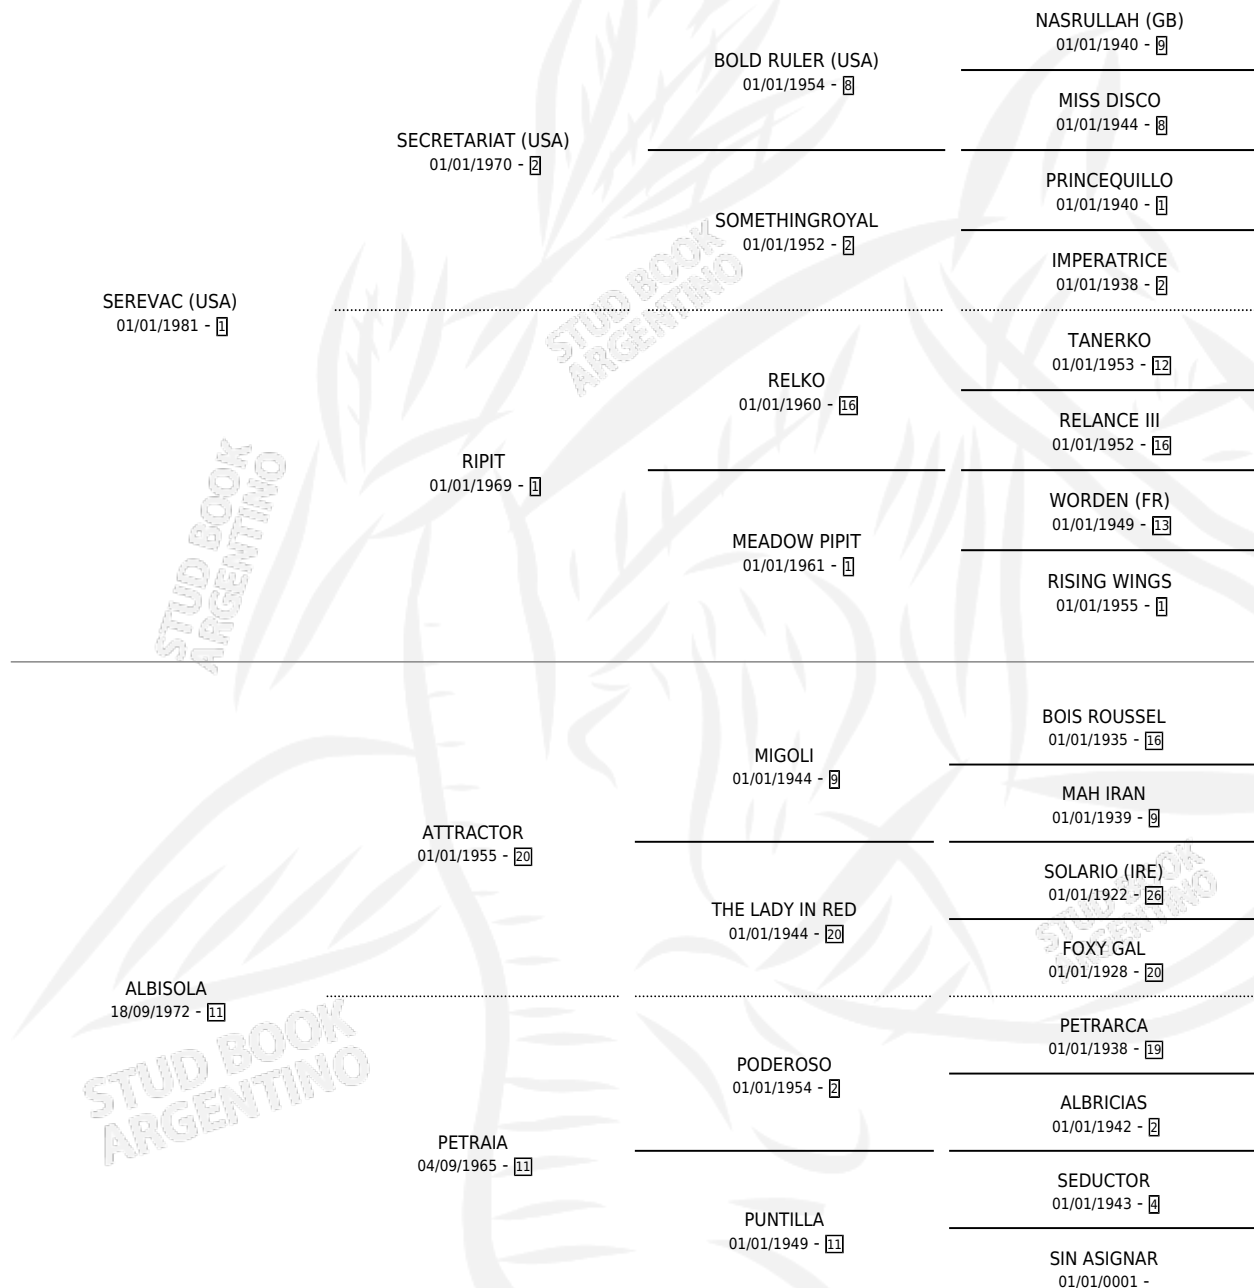 NASRULLAH (GB)
01/01/1940 - 9
BOLD RULER (USA)
01/01/1954 - 8
MISS DISCO
01/01/1944 - 8
SECRETARIAT (USA)
01/01/1970 - 2
PRINCEQUILLO
01/01/1940 - 1
SOMETHINGROYAL
01/01/1952 - 2
IMPERATRICE
01/01/1938 - 2
SEREVAC (USA)
01/01/1981 - 1
TANERKO
01/01/1953 - 12
RELKO
01/01/1960 - 16
RELANCE III
01/01/1952 - 16
RIPIT
01/01/1969 - 1
WORDEN (FR)
01/01/1949 - 13
MEADOW PIPIT
01/01/1961 - 1
RISING WINGS
01/01/1955 - 1
BOIS ROUSSEL
01/01/1935 - 16
MIGOLI
01/01/1944 - 9
MAH IRAN
01/01/1939 - 9
ATTRACTOR
01/01/1955 - 20
SOLARIO (IRE)
01/01/1922 - 26
THE LADY IN RED
01/01/1944 - 20
FOXY GAL
01/01/1928 - 20
ALBISOLA
18/09/1972 - 11
PETRARCA
01/01/1938 - 19
PODEROSO
01/01/1954 - 2
ALBRICIAS
01/01/1942 - 2
PETRAIA
04/09/1965 - 11
SEDUCTOR
01/01/1943 - 4
PUNTILLA
01/01/1949 - 11
SIN ASIGNAR
01/01/0001 -
STUD BOOK
ARGENTINO
STUD BOOK
ARGENTINO
STUD BOOK
ARGENTINO
STUD BOOK
ARGENTINO